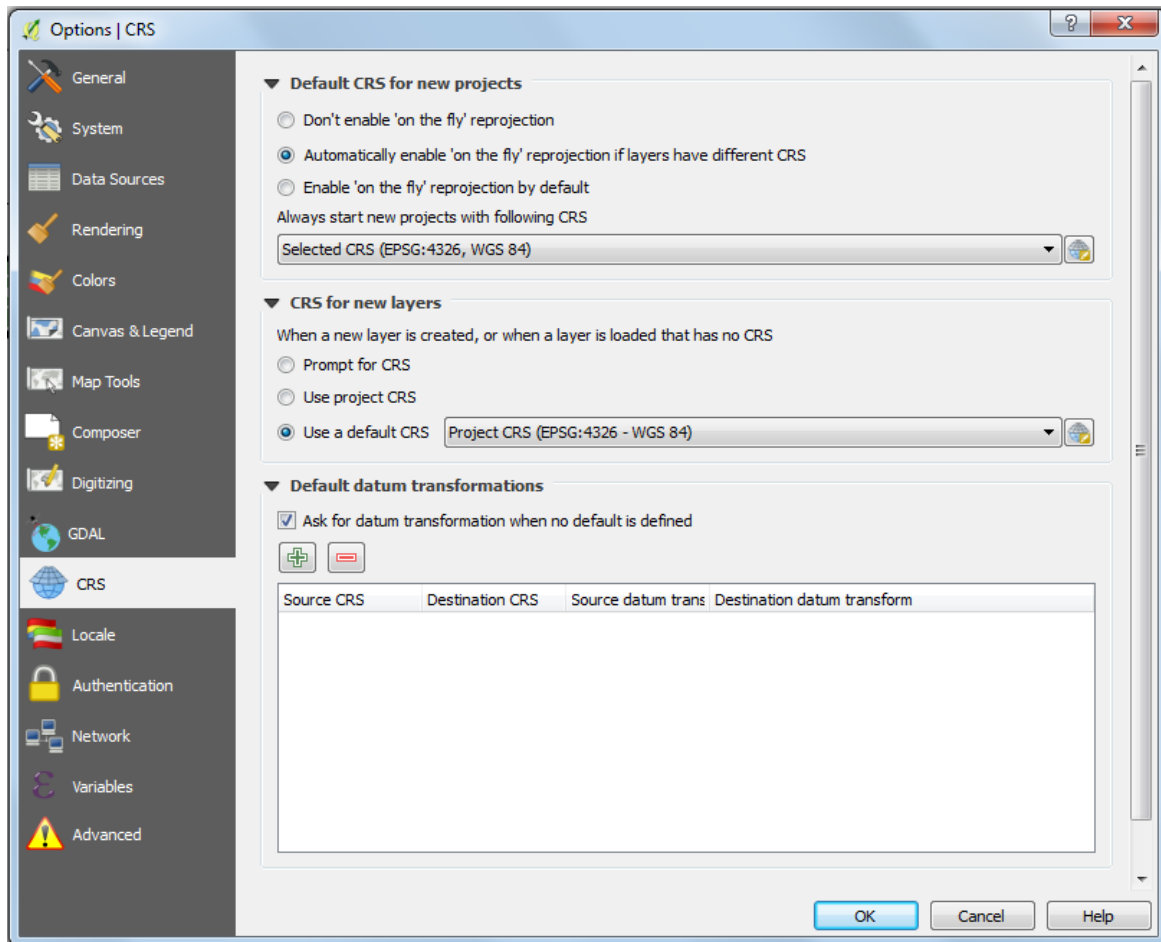 Options | CRS
General
System
Data Sources
Rendering
Colors
Canvas & Legend
Map Tools
Composer
Digitizing
GDAL
CRS
Locale
Authentication
Network
Variables
Advanced
Default CRS for new projects
Don't enable 'on the fly' reprojection
Automatically enable 'on the fly' reprojection if layers have different CRS
Enable 'on the fly' reprojection by default
Always start new projects with following CRS
Selected CRS (EPSG:4326, WGS 84)
CRS for new layers
When a new layer is created, or when a layer is loaded that has no CRS
Prompt for CRS
Use project CRS
Use a default CRS Project CRS (EPSG:4326 - WGS 84)
Default datum transformations
Ask for datum transformation when no default is defined
Source CRS Destination CRS Source datum trans Destination datum transform
OK Cancel Help